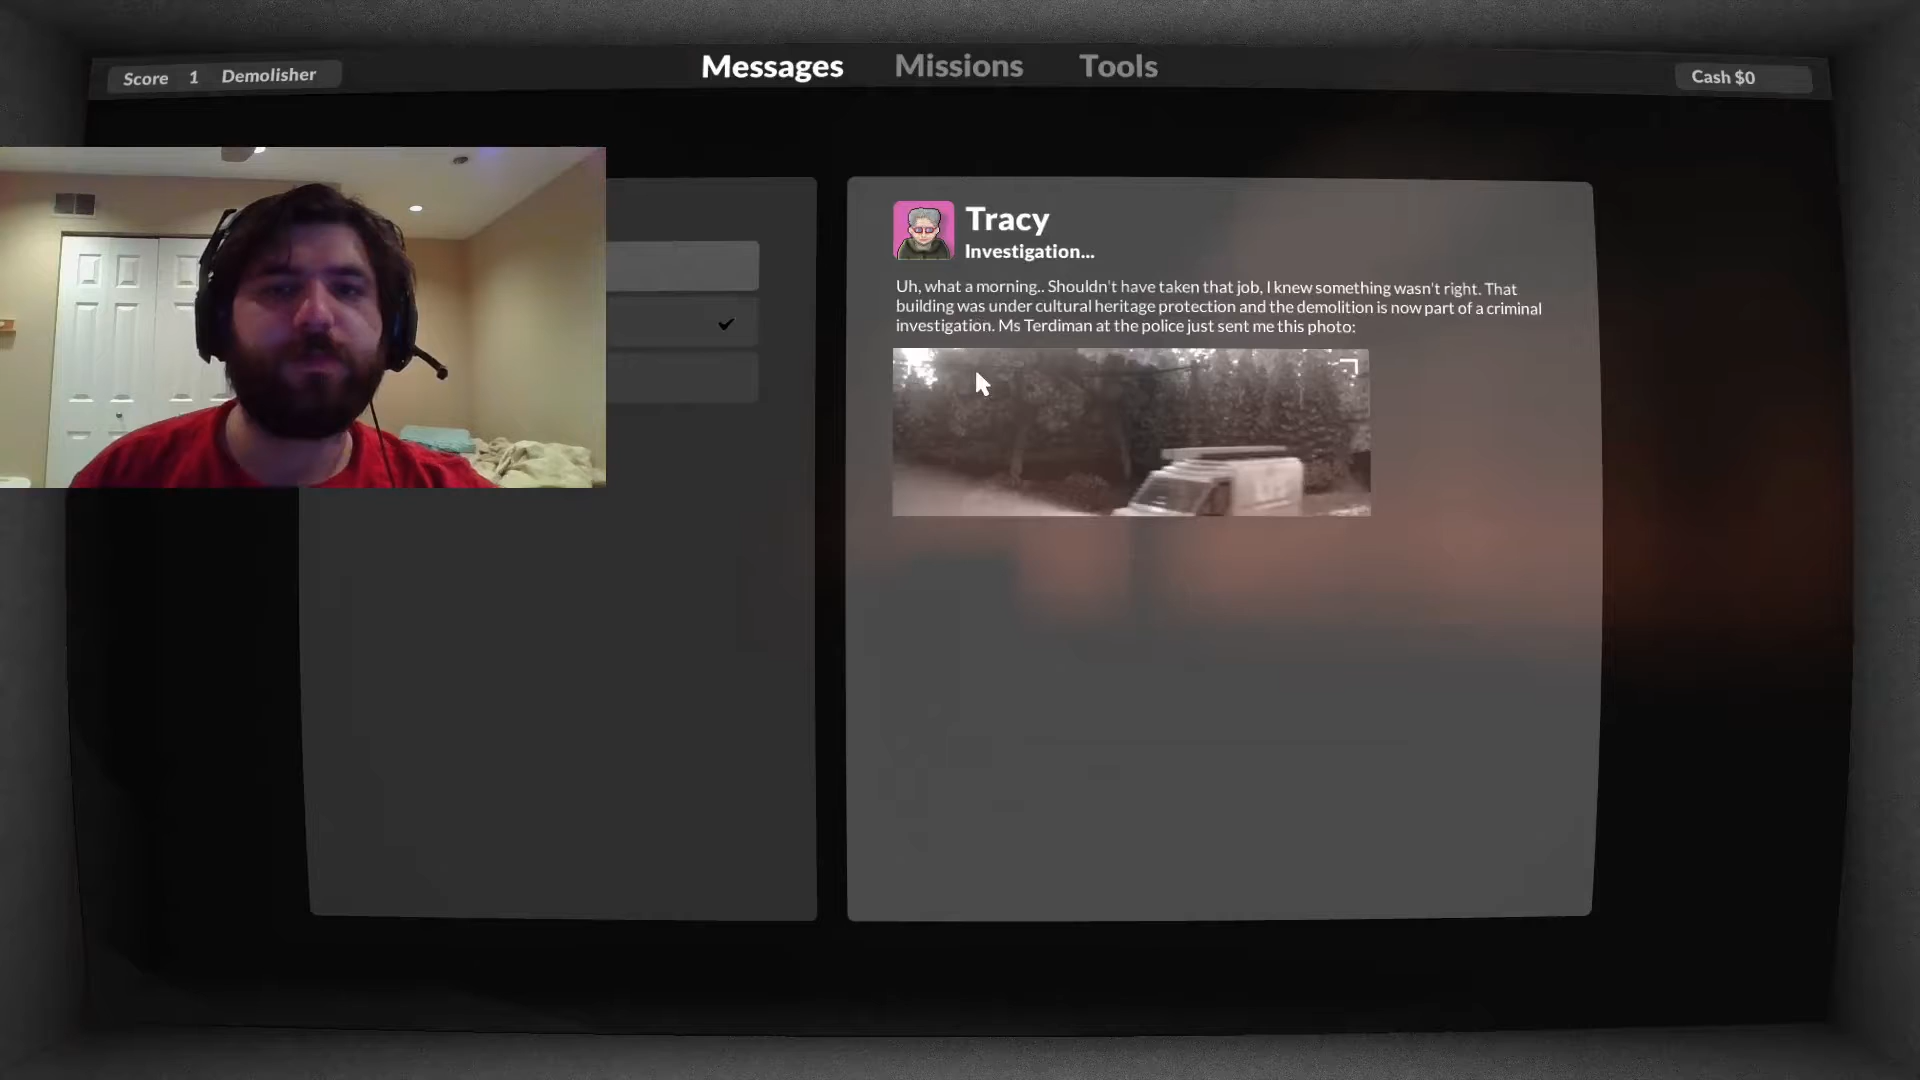 Score 1 Demolisher
Messages Missions Tools
Cash $0
Tracy
Investigation...
Uh, what a morning.. Shouldn't have taken that job, I knew something wasn't right. That
building was under cultural heritage protection and the demolition is now part of a criminal
investigation. Ms Terdiman at the police just sent me this photo: